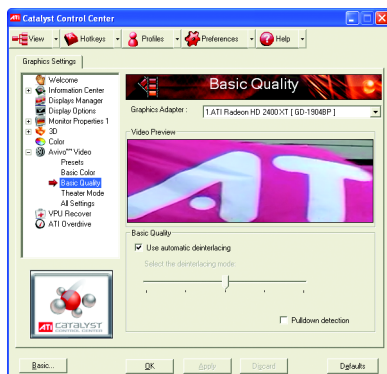 ATI Catalyst Control Center
View
Hotkeys
Profiles
Preferences
Help
Graphics Settings
Welcome
Information Center
Displays Manager
Display Options
Monitor Properties 1
3D
Color
Avivo™ Video
Presets
Basic Color
Basic Quality
Theater Mode
All Settings
VPU Recover
ATI Overdrive
Basic Quality
Graphics Adapter :
1.ATI Radeon HD 2400 XT [ GD-1904BP ]
Video Preview
AT
Basic Quality
Use automatic deinterlacing
Select the deinterlacing mode:
Pulldown detection
ATI CATALYST
CONTROL CENTER
Basic...
OK
Apply
Discard
Defaults